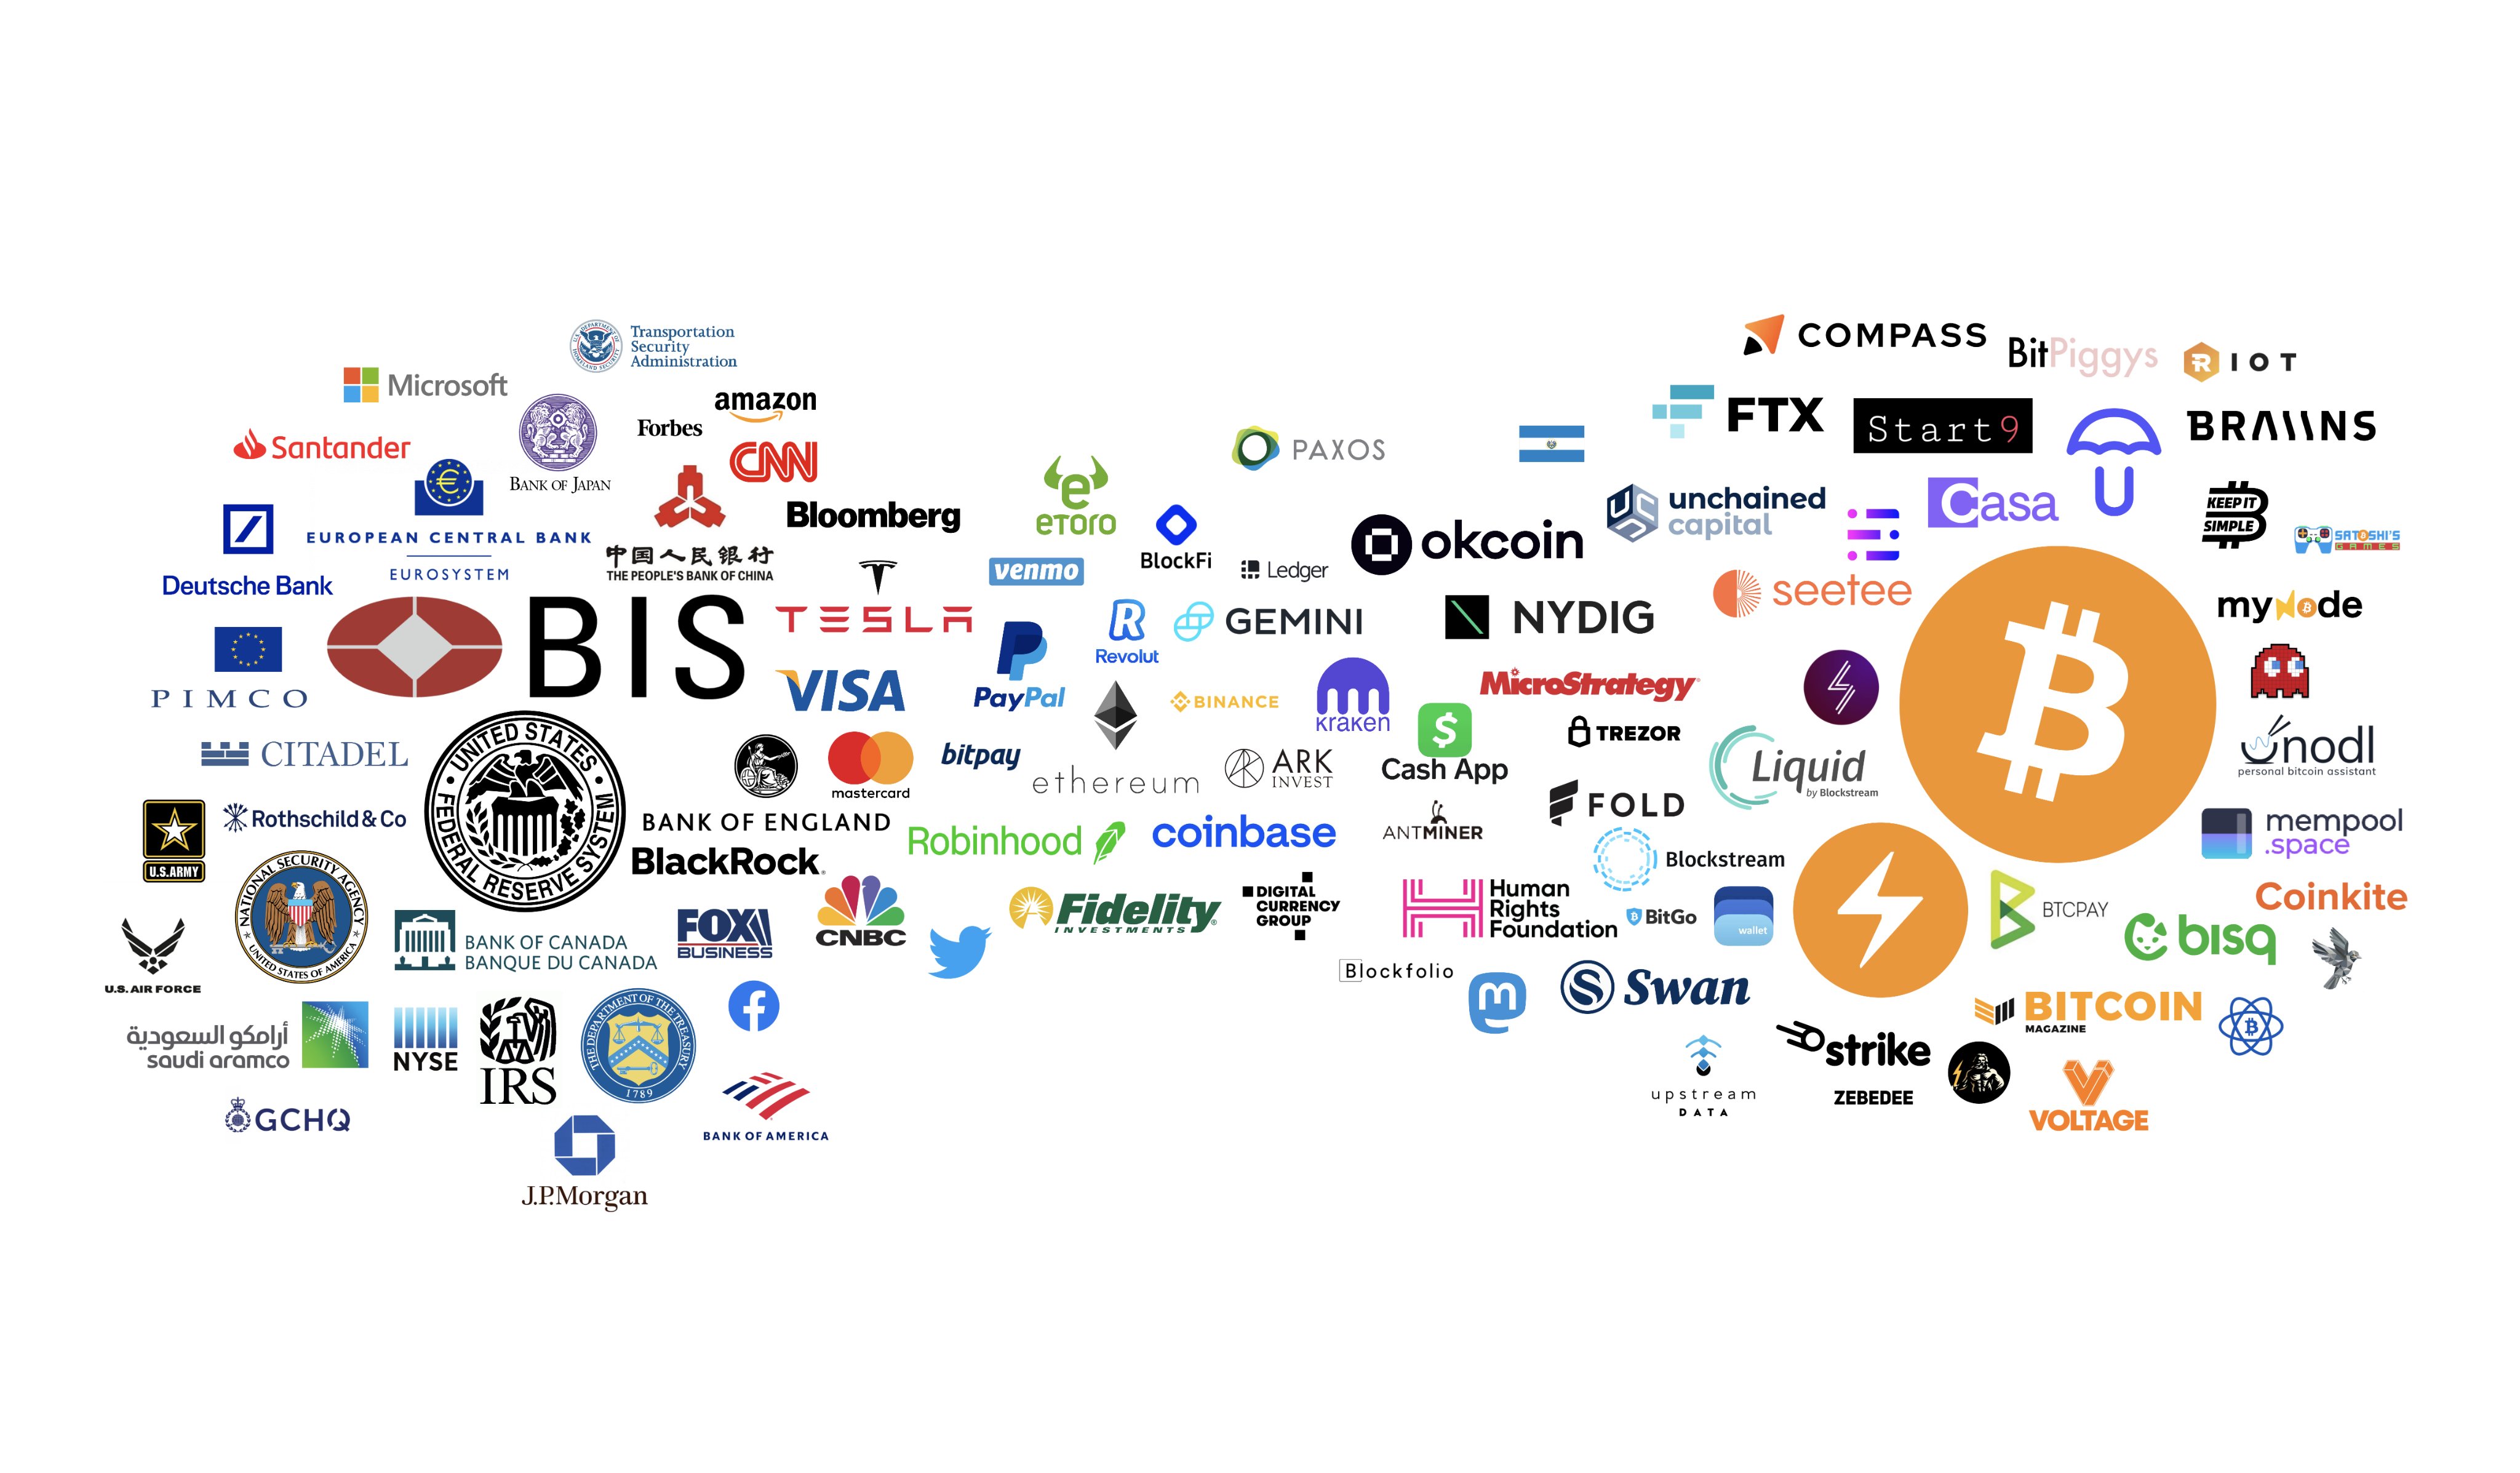 Transportation
Security
Administration
U.S. DEPARTMENT OF
HOMELAND SECURITY
Microsoft
amazon
Forbes
Santander
CNN
BANK OF JAPAN
Bloomberg
EUROPEAN CENTRAL BANK
EUROSYSTEM
中国人民银行
THE PEOPLE'S BANK OF CHINA
Deutsche Bank
BIS
TESLA
PIMCO
VISA
CITADEL
UNITED STATES
FEDERAL RESERVE SYSTEM
mastercard
Rothschild & Co
BANK OF ENGLAND
U.S. ARMY
BlackRock
NATIONAL SECURITY AGENCY
UNITED STATES OF AMERICA
FOX
BUSINESS
CNBC
BANK OF CANADA
BANQUE DU CANADA
U.S. AIR FORCE
أرامكو السعودية
saudi aramco
NYSE
IRS
THE DEPARTMENT OF THE TREASURY
1789
GCHQ
BANK OF AMERICA
J.P.Morgan
PAXOS
eToro
BlockFi
venmo
Ledger
okcoin
Revolut
GEMINI
NYDIG
PayPal
BINANCE
kraken
MicroStrategy
bitpay
ethereum
ARK
INVEST
$
Cash App
TREZOR
Robinhood
coinbase
ANTMINER
FOLD
Fidelity
INVESTMENTS
DIGITAL
CURRENCY
GROUP
Human
Rights
Foundation
Blockstream
BitGo
wallet
Blockfolio
m
Swan
upstream
DATA
COMPASS
BitPiggys
RIOT
FTX
Start9
BRAIINS
unchained
capital
Casa
KEEP IT
SIMPLE
SATOSHI'S
GAMES
seetee
myNode
Liquid
by Blockstream
nodl
personal bitcoin assistant
mempool
.space
BTCPAY
Coinkite
bisq
BITCOIN
MAGAZINE
strike
ZEBEDEE
VOLTAGE